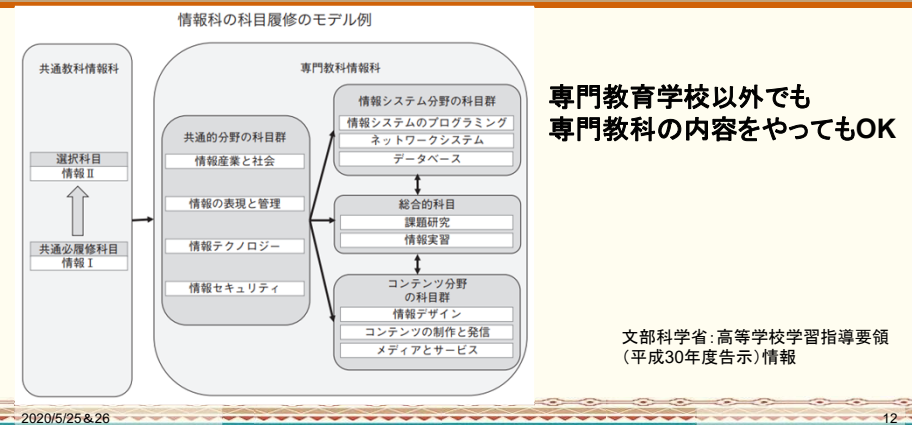 情報科の科目履修のモデル例
共通教科情報科
選択科目
情報Ⅱ
共通必履修科目
情報Ⅰ
専門教科情報科
共通的分野の科目群
情報産業と社会
情報の表現と管理
情報テクノロジー
情報セキュリティ
情報システム分野の科目群
情報システムのプログラミング
ネットワークシステム
データベース
総合的科目
課題研究
情報実習
コンテンツ分野
の科目群
情報デザイン
コンテンツの制作と発信
メディアとサービス
専門教育学校以外でも
専門教科の内容をやってもOK
文部科学省：高等学校学習指導要領
（平成30年度告示）情報
2020/5/25＆26
12